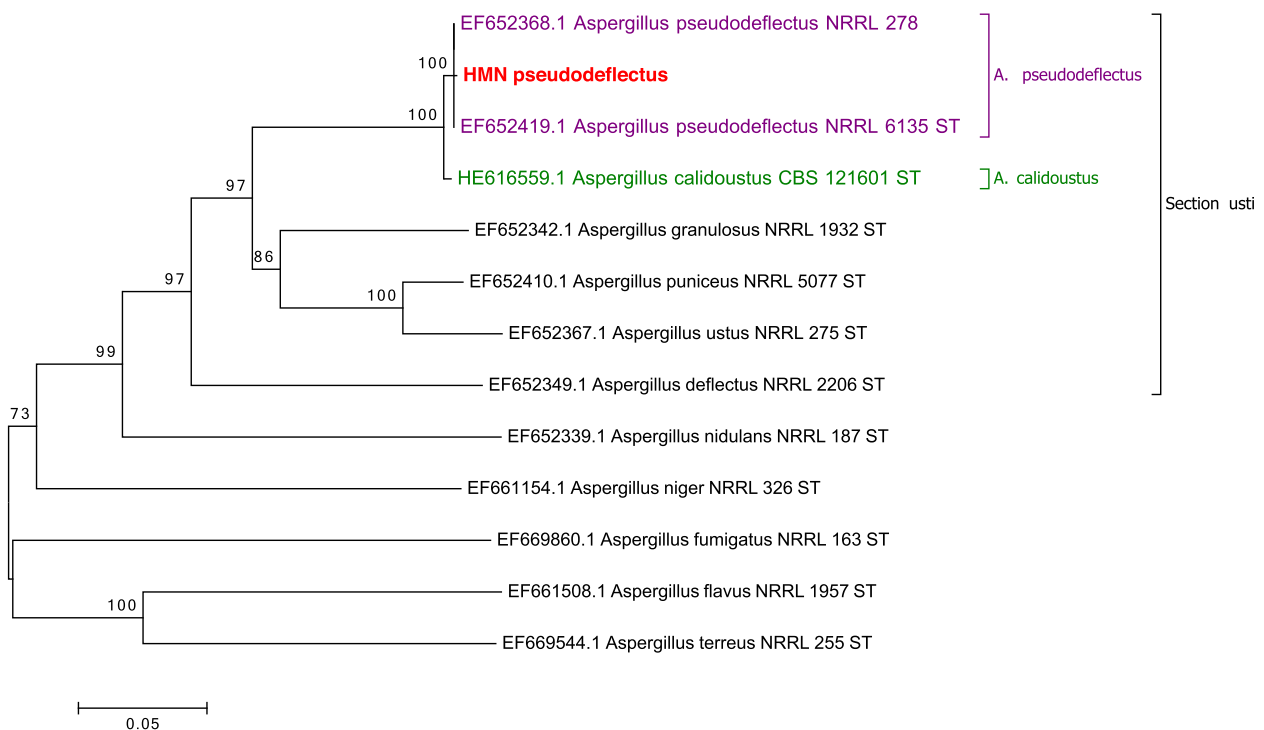 EF652368.1 Aspergillus pseudodeflectus NRRL 278
100
HMN pseudodeflectus
A. pseudodeflectus
100
EF652419.1 Aspergillus pseudodeflectus NRRL 6135 ST
97
HE616559.1 Aspergillus calidoustus CBS 121601 ST
A. calidoustus
Section usti
EF652342.1 Aspergillus granulosus NRRL 1932 ST
86
97
EF652410.1 Aspergillus puniceus NRRL 5077 ST
100
EF652367.1 Aspergillus ustus NRRL 275 ST
99
EF652349.1 Aspergillus deflectus NRRL 2206 ST
73
EF652339.1 Aspergillus nidulans NRRL 187 ST
EF661154.1 Aspergillus niger NRRL 326 ST
EF669860.1 Aspergillus fumigatus NRRL 163 ST
EF661508.1 Aspergillus flavus NRRL 1957 ST
100
EF669544.1 Aspergillus terreus NRRL 255 ST
0.05